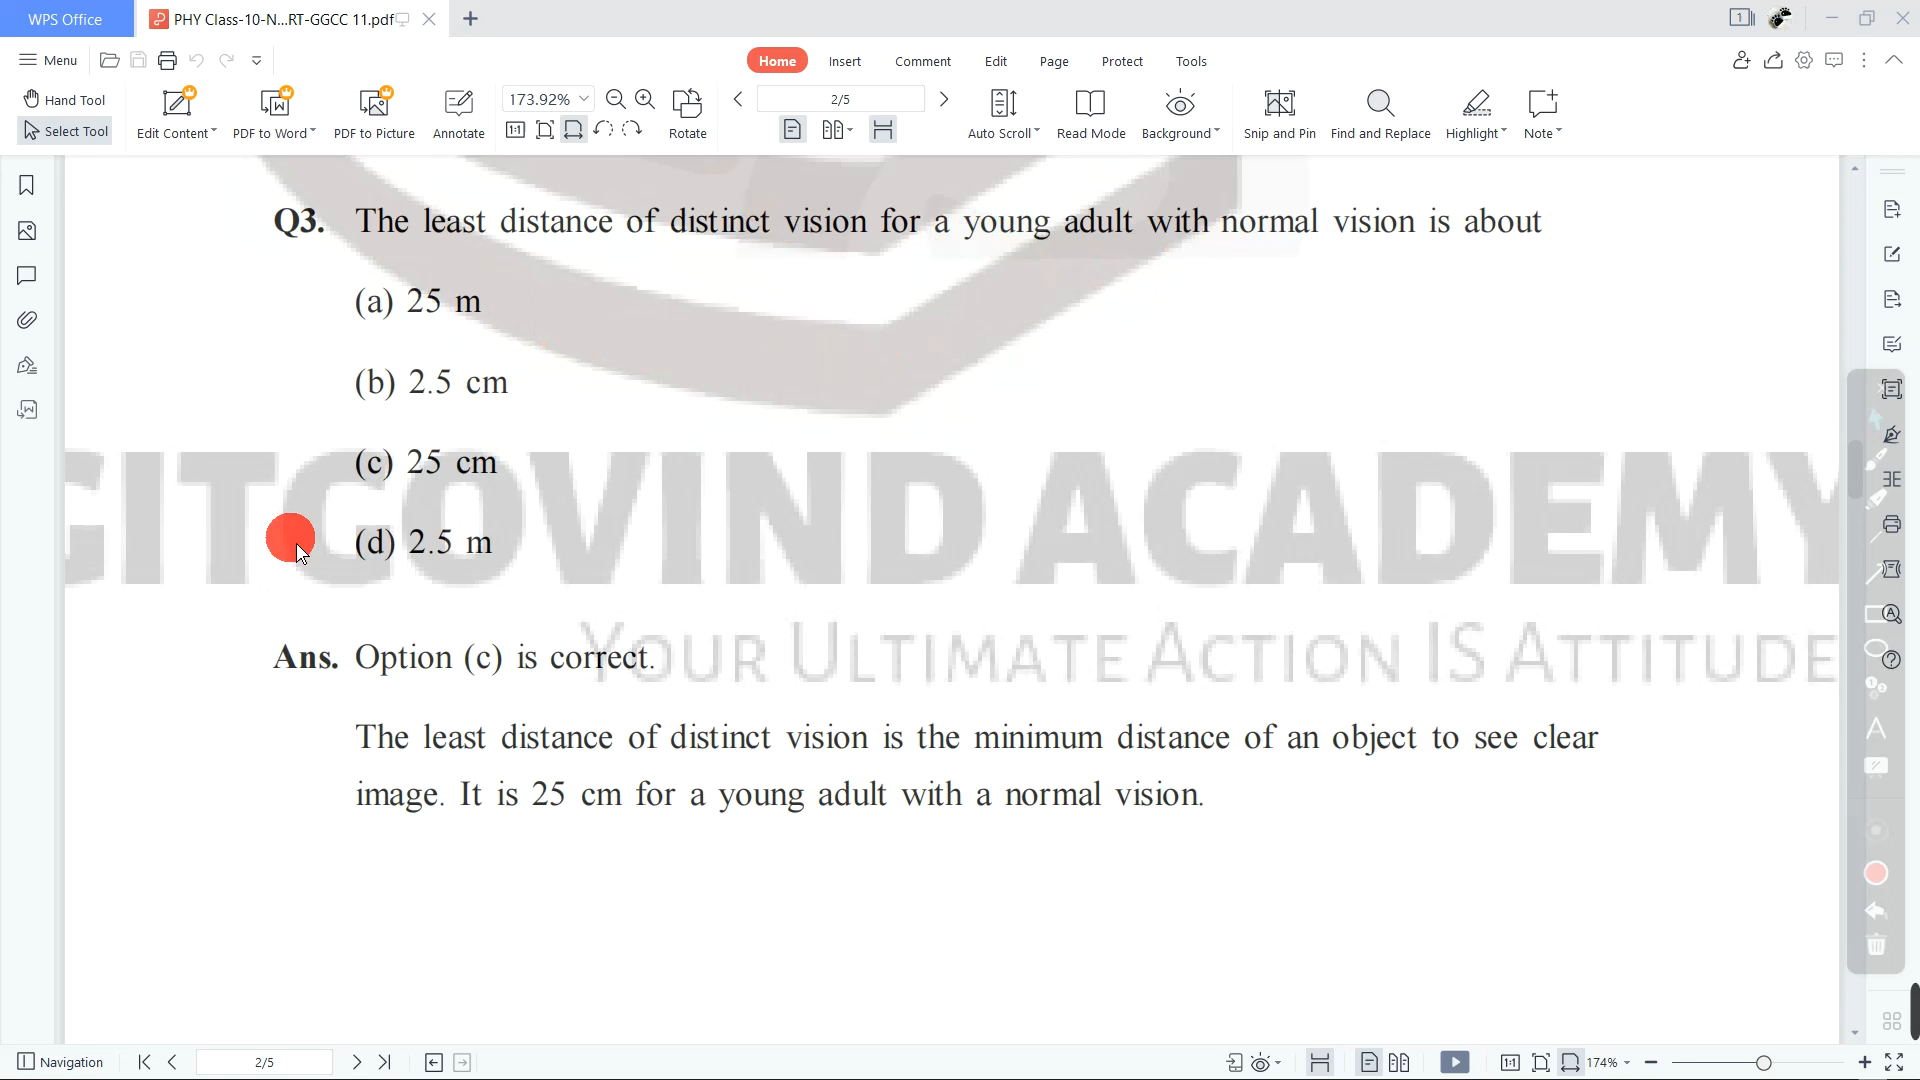 WPS Office
PHY Class-10-N...RT-GGCC 11.pdf
1
Menu
Home
Insert
Comment
Edit
Page
Protect
Tools
Hand Tool
Select Tool
Edit Content
PDF to Word
PDF to Picture
Annotate
173.92%
1:1
Rotate
2/5
Auto Scroll
Read Mode
Background
Snip and Pin
Find and Replace
Highlight
Note
Q3. The least distance of distinct vision for a young adult with normal vision is about
(a) 25 m
(b) 2.5 cm
(c) 25 cm
(d) 2.5 m
GITGOVIND ACADEMY
YOUR ULTIMATE ACTION IS ATTITUDE
Ans. Option (c) is correct.
The least distance of distinct vision is the minimum distance of an object to see clear
image. It is 25 cm for a young adult with a normal vision.
Navigation
2/5
1:1
174%